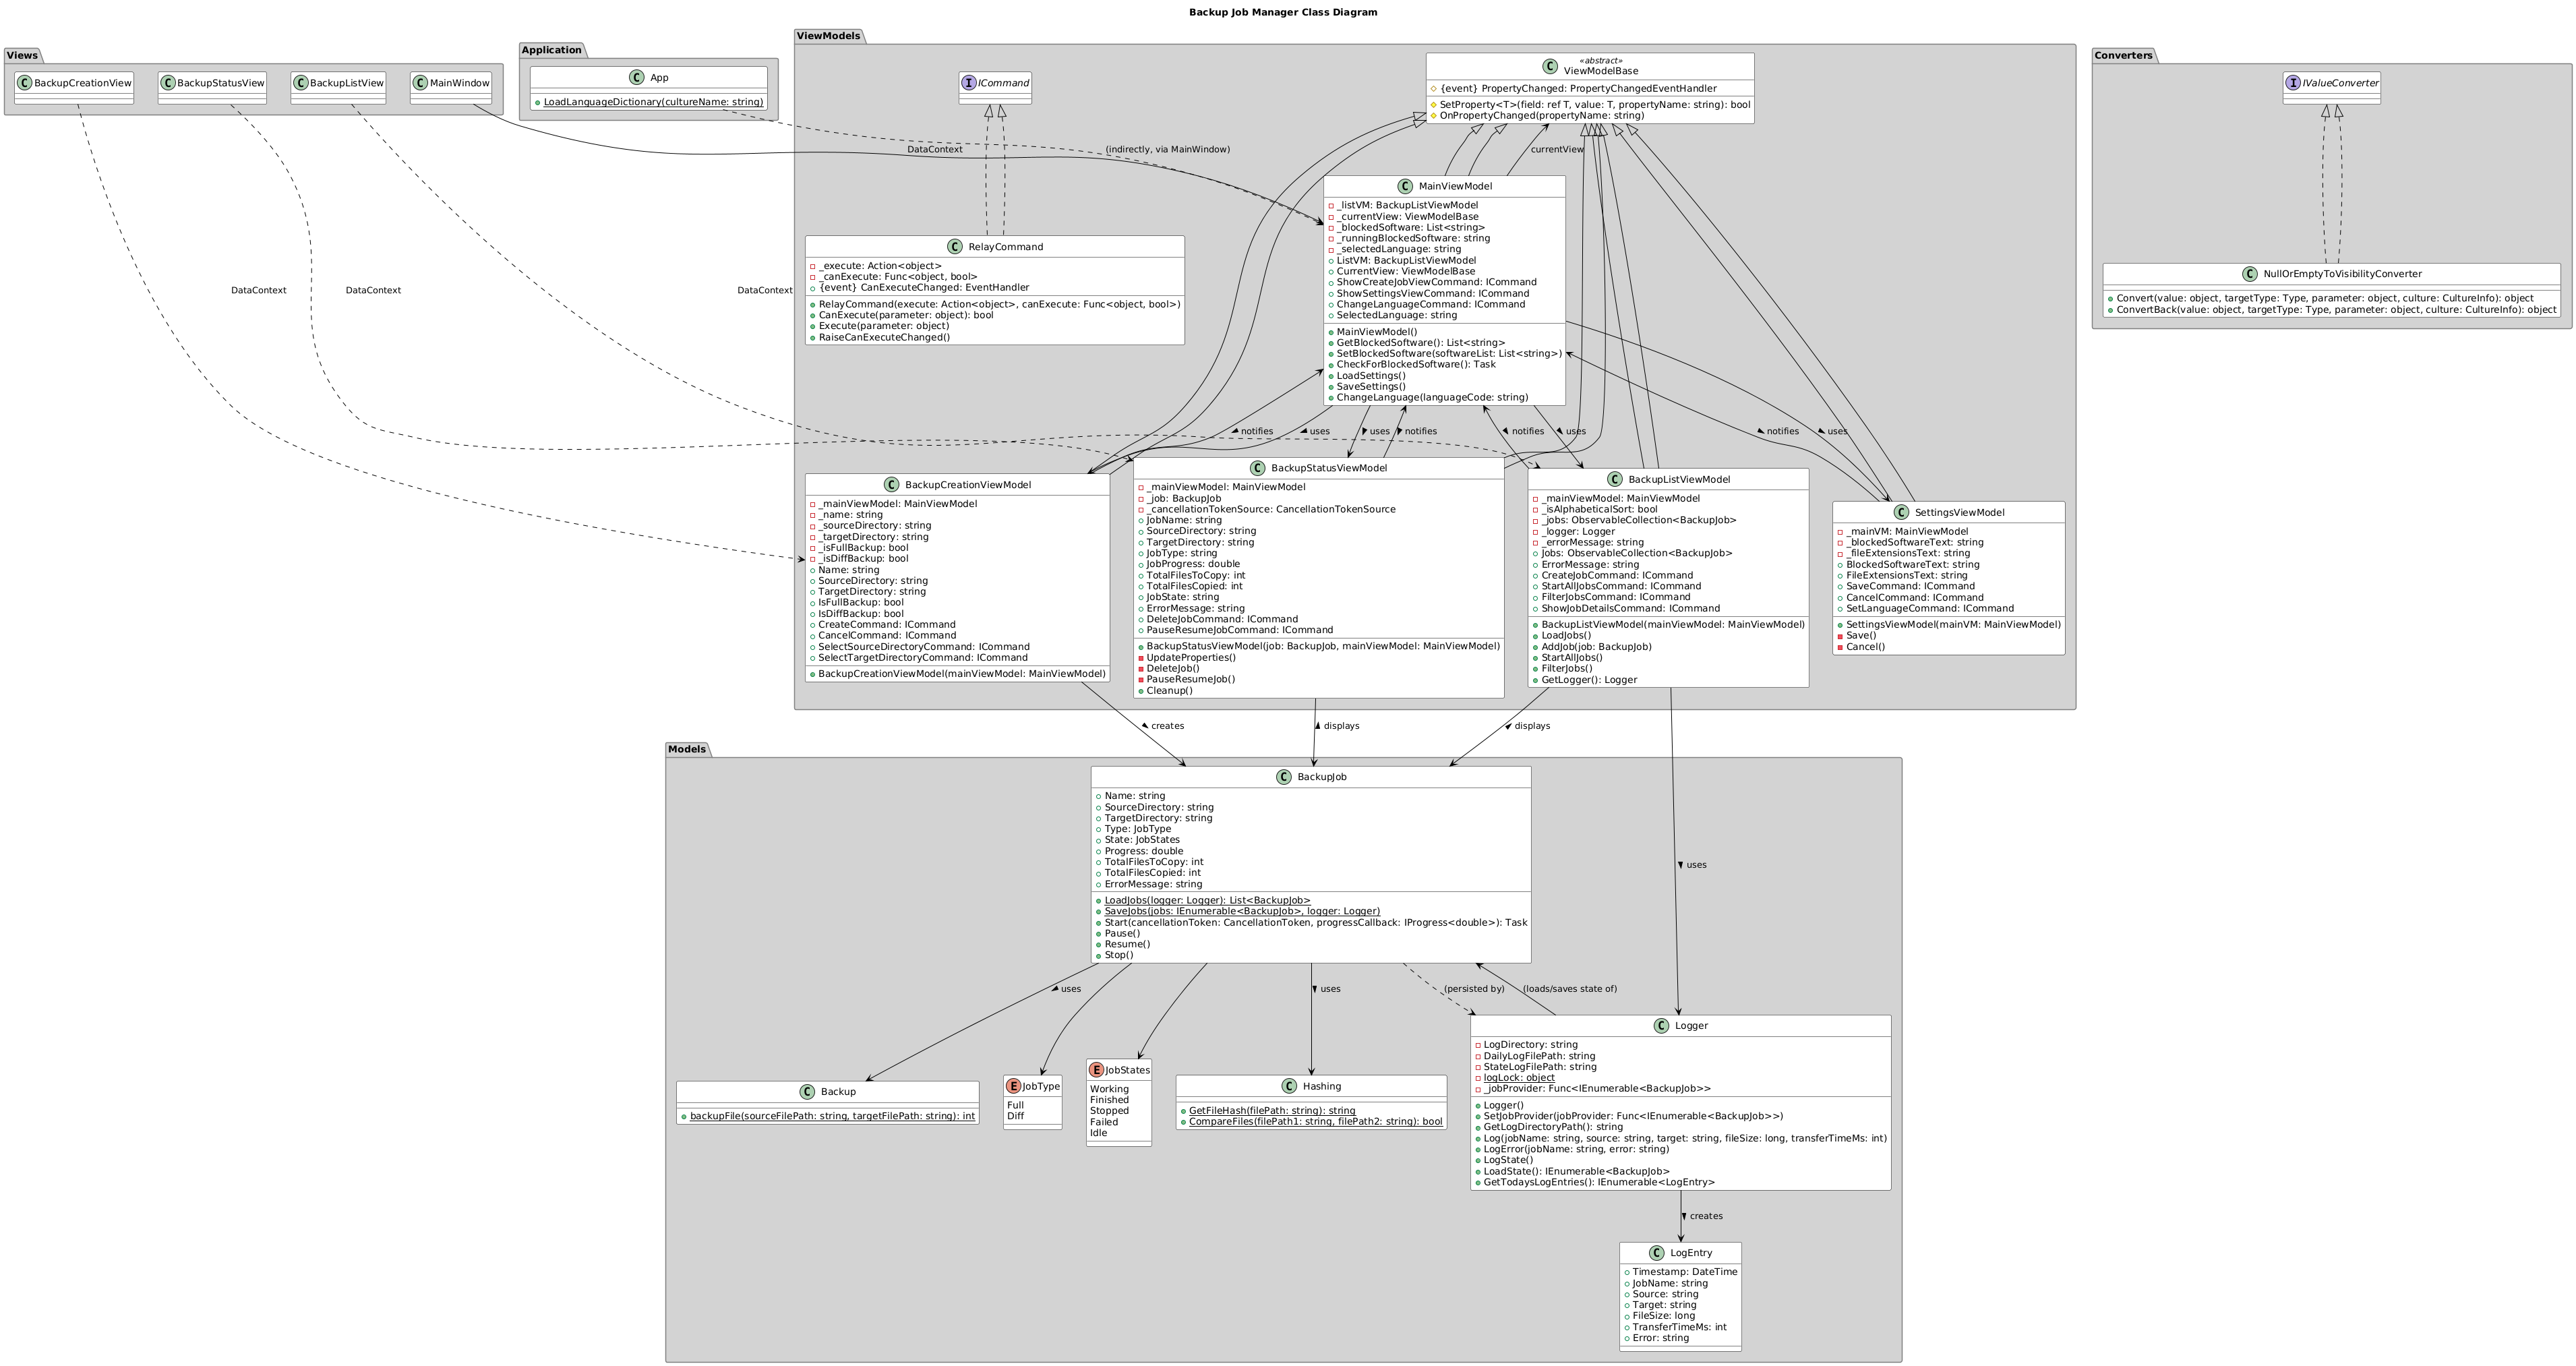 Backup Job Manager Class Diagram
Views
BackupCreationView
BackupStatusView
BackupListView
MainWindow
Application
App
LoadLanguageDictionary(cultureName: string)
ViewModels
ICommand
«abstract»
ViewModelBase
{event} PropertyChanged: PropertyChangedEventHandler
SetProperty<T>(field: ref T, value: T, propertyName: string): bool
OnPropertyChanged(propertyName: string)
Converters
IValueConverter
DataContext
(indirectly, via MainWindow)
currentView
MainViewModel
_listVM: BackupListViewModel
_currentView: ViewModelBase
_blockedSoftware: List<string>
_runningBlockedSoftware: string
_selectedLanguage: string
ListVM: BackupListViewModel
CurrentView: ViewModelBase
ShowCreateJobViewCommand: ICommand
ShowSettingsViewCommand: ICommand
ChangeLanguageCommand: ICommand
SelectedLanguage: string
MainViewModel()
GetBlockedSoftware(): List<string>
SetBlockedSoftware(softwareList: List<string>)
CheckForBlockedSoftware(): Task
LoadSettings()
SaveSettings()
ChangeLanguage(languageCode: string)
RelayCommand
_execute: Action<object>
_canExecute: Func<object, bool>
{event} CanExecuteChanged: EventHandler
RelayCommand(execute: Action<object>, canExecute: Func<object, bool>)
CanExecute(parameter: object): bool
Execute(parameter: object)
RaiseCanExecuteChanged()
NullOrEmptyToVisibilityConverter
Convert(value: object, targetType: Type, parameter: object, culture: CultureInfo): object
ConvertBack(value: object, targetType: Type, parameter: object, culture: CultureInfo): object
DataContext
DataContext
DataContext
notifies
uses
uses
notifies
notifies
uses
notifies
uses
BackupCreationViewModel
_mainViewModel: MainViewModel
_name: string
_sourceDirectory: string
_targetDirectory: string
_isFullBackup: bool
_isDiffBackup: bool
Name: string
SourceDirectory: string
TargetDirectory: string
IsFullBackup: bool
IsDiffBackup: bool
CreateCommand: ICommand
CancelCommand: ICommand
SelectSourceDirectoryCommand: ICommand
SelectTargetDirectoryCommand: ICommand
BackupCreationViewModel(mainViewModel: MainViewModel)
BackupStatusViewModel
_mainViewModel: MainViewModel
_job: BackupJob
_cancellationTokenSource: CancellationTokenSource
JobName: string
SourceDirectory: string
TargetDirectory: string
JobType: string
JobProgress: double
TotalFilesToCopy: int
TotalFilesCopied: int
JobState: string
ErrorMessage: string
DeleteJobCommand: ICommand
PauseResumeJobCommand: ICommand
BackupStatusViewModel(job: BackupJob, mainViewModel: MainViewModel)
UpdateProperties()
DeleteJob()
PauseResumeJob()
Cleanup()
BackupListViewModel
_mainViewModel: MainViewModel
_isAlphabeticalSort: bool
_jobs: ObservableCollection<BackupJob>
_logger: Logger
_errorMessage: string
Jobs: ObservableCollection<BackupJob>
ErrorMessage: string
CreateJobCommand: ICommand
StartAllJobsCommand: ICommand
FilterJobsCommand: ICommand
ShowJobDetailsCommand: ICommand
BackupListViewModel(mainViewModel: MainViewModel)
LoadJobs()
AddJob(job: BackupJob)
StartAllJobs()
FilterJobs()
GetLogger(): Logger
SettingsViewModel
_mainVM: MainViewModel
_blockedSoftwareText: string
_fileExtensionsText: string
BlockedSoftwareText: string
FileExtensionsText: string
SaveCommand: ICommand
CancelCommand: ICommand
SetLanguageCommand: ICommand
SettingsViewModel(mainVM: MainViewModel)
Save()
Cancel()
creates
displays
displays
uses
Models
BackupJob
Name: string
SourceDirectory: string
TargetDirectory: string
Type: JobType
State: JobStates
Progress: double
TotalFilesToCopy: int
TotalFilesCopied: int
ErrorMessage: string
LoadJobs(logger: Logger): List<BackupJob>
SaveJobs(jobs: IEnumerable<BackupJob>, logger: Logger)
Start(cancellationToken: CancellationToken, progressCallback: IProgress<double>): Task
Pause()
Resume()
Stop()
uses
uses
(persisted by)
(loads/saves state of)
Backup
backupFile(sourceFilePath: string, targetFilePath: string): int
JobType
Full
Diff
JobStates
Working
Finished
Stopped
Failed
Idle
Hashing
GetFileHash(filePath: string): string
CompareFiles(filePath1: string, filePath2: string): bool
Logger
LogDirectory: string
DailyLogFilePath: string
StateLogFilePath: string
logLock: object
_jobProvider: Func<IEnumerable<BackupJob>>
Logger()
SetJobProvider(jobProvider: Func<IEnumerable<BackupJob>>)
GetLogDirectoryPath(): string
Log(jobName: string, source: string, target: string, fileSize: long, transferTimeMs: int)
LogError(jobName: string, error: string)
LogState()
LoadState(): IEnumerable<BackupJob>
GetTodaysLogEntries(): IEnumerable<LogEntry>
creates
LogEntry
Timestamp: DateTime
JobName: string
Source: string
Target: string
FileSize: long
TransferTimeMs: int
Error: string